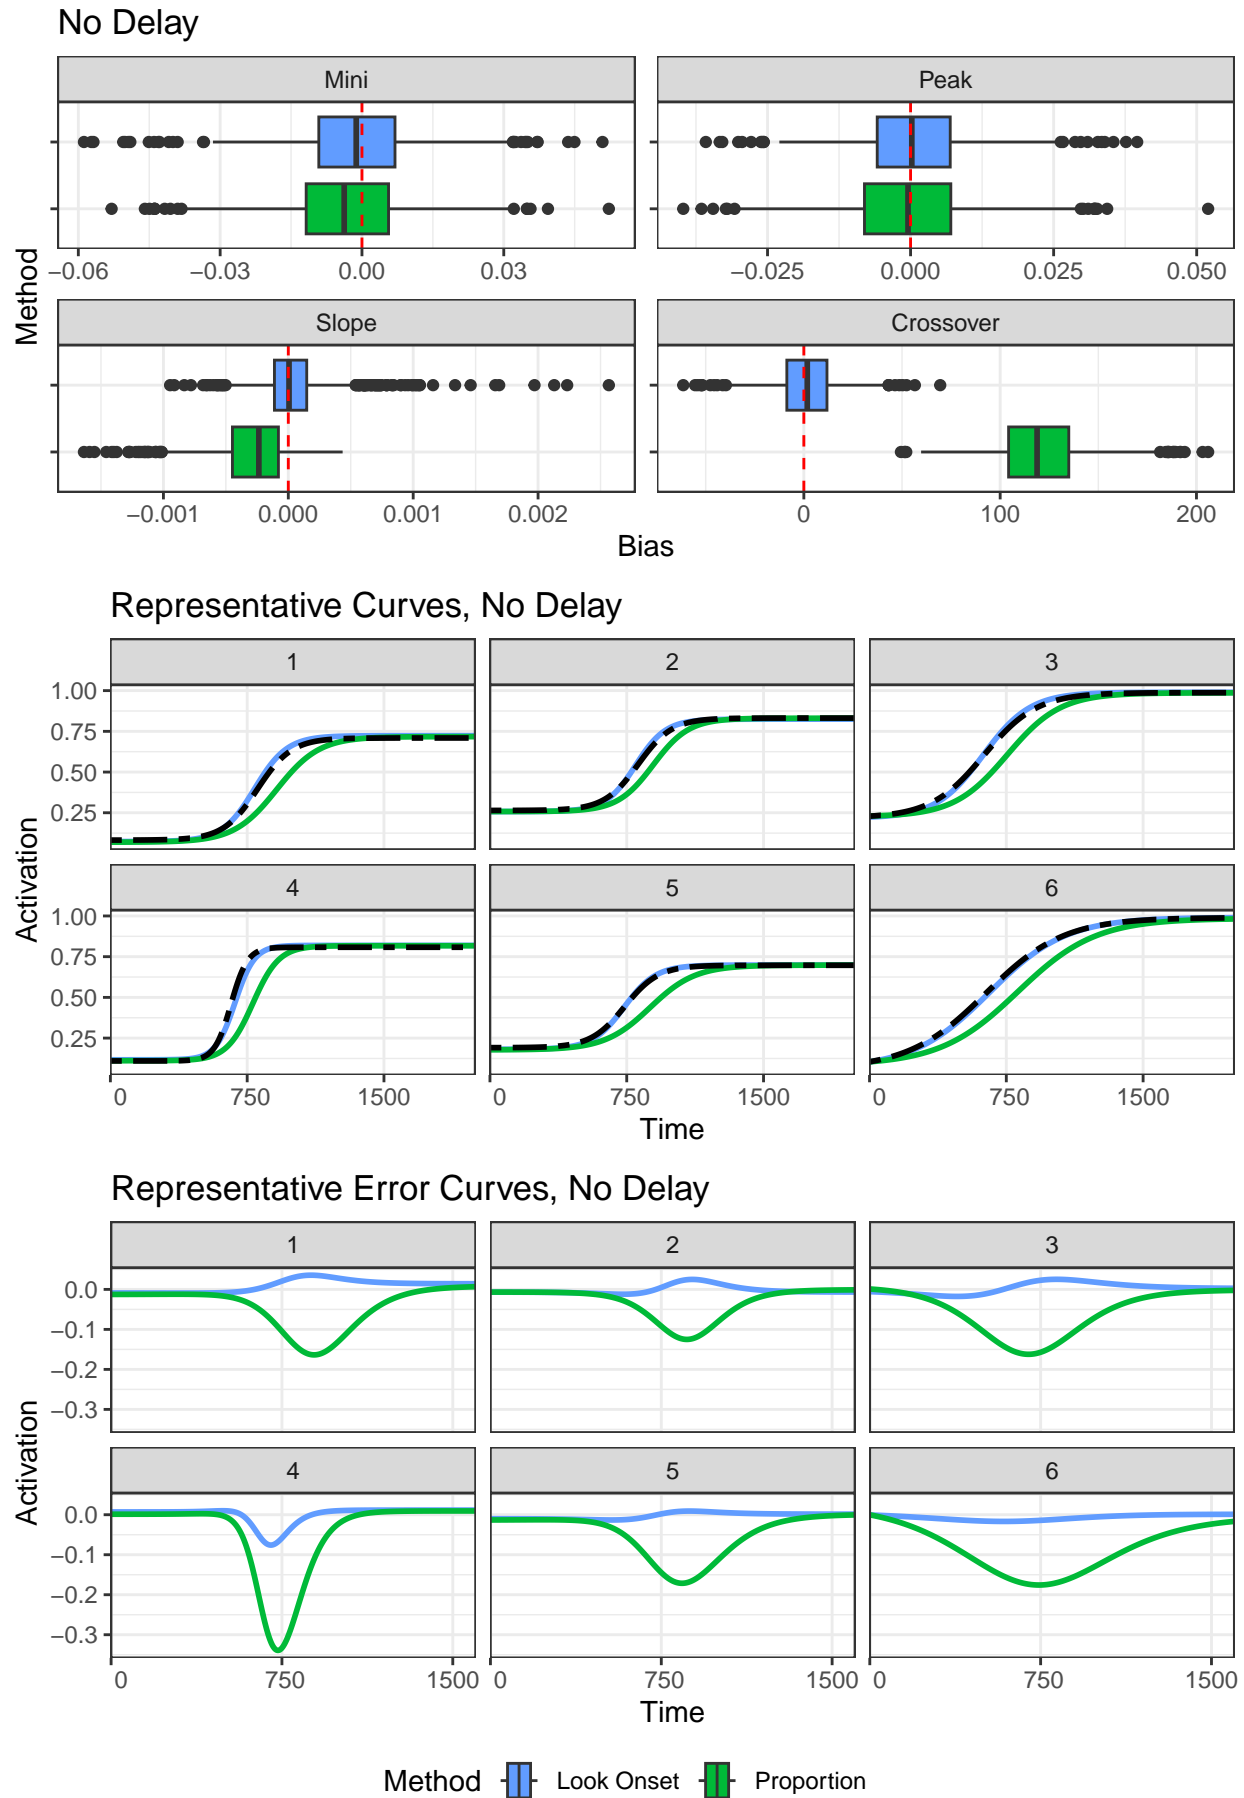 No Delay
Mini Peak
−0.06 −0.03 0.00 0.03 −0.025 0.000 0.025 0.050
Method
Slope Crossover
−0.001 0.000 0.001 0.002 0 100 200
Bias
Representative Curves, No Delay
1 2 3
1.00
0.75
0.50
0.25
Activation
4 5 6
1.00
0.75
0.50
0.25
0 750 1500 0 750 1500 0 750 1500
Time
Representative Error Curves, No Delay
1 2 3
0.0
−0.1
−0.2
−0.3
Activation
4 5 6
0.0
−0.1
−0.2
−0.3
0 750 1500 0 750 1500 0 750 1500
Time
Method Look Onset Proportion